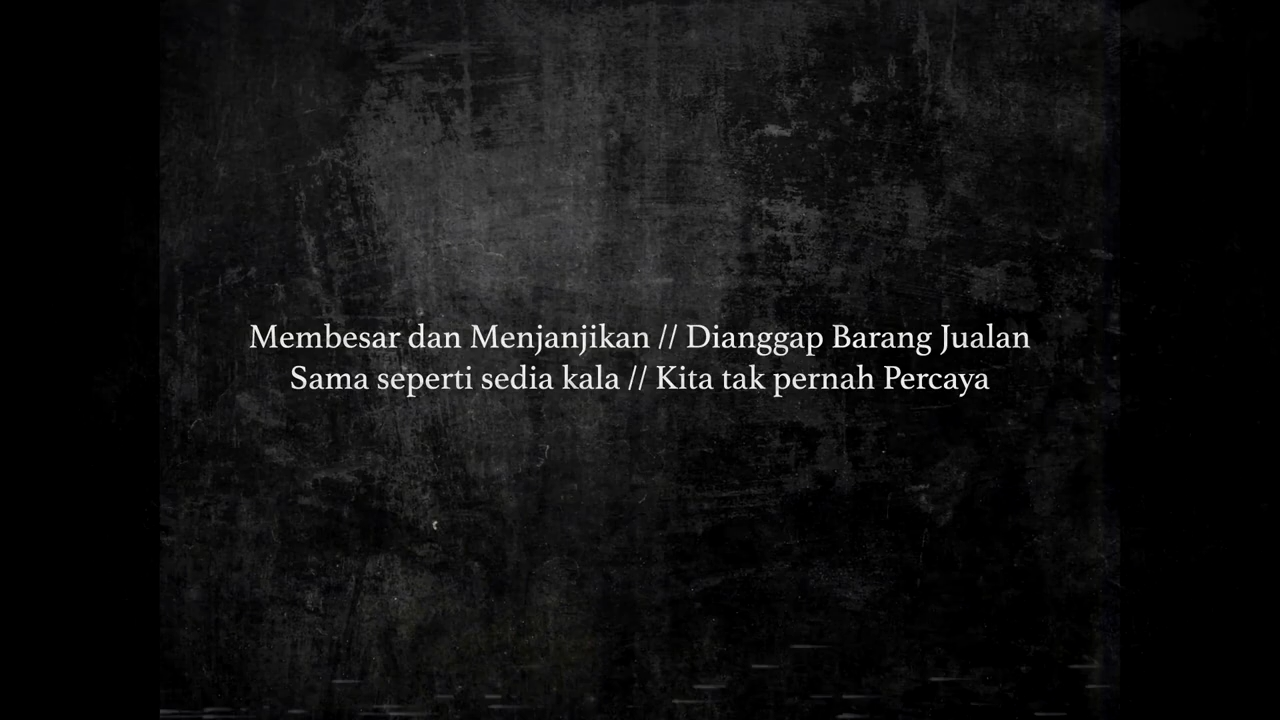 Membesar dan Menjanjikan // Dianggap Barang Jualan
Sama seperti sedia kala // Kita tak pernah Percaya